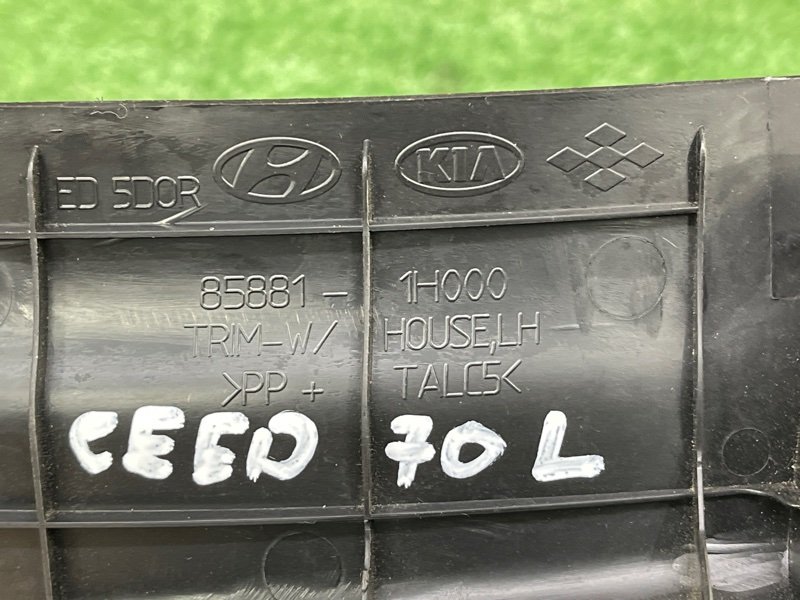 ED 5DOR KIA
85881-1H000
TRIM-W/HOUSE,LH
>PP+TALC5<
CEED 70 L